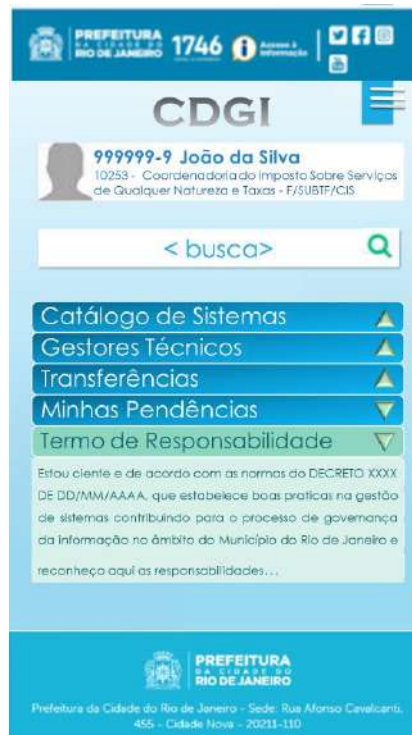 PREFEITURA
DA CIDADE DO
RIO DE JANEIRO
1746
Acesso à
Informação
CDGI
999999-9 João da Silva
10253 - Coordenadoria do Imposto Sobre Serviços
de Qualquer Natureza e Taxas - F/SUBTF/CIS
< busca>
Catálogo de Sistemas
Gestores Técnicos
Transferências
Minhas Pendências
Termo de Responsabilidade
Estou ciente e de acordo com as normas do DECRETO XXXX
DE DD/MM/AAAA, que estabelece boas praticas na gestão
de sistemas contribuindo para o processo de governança
da informação no âmbito do Município do Rio de Janeiro e
reconheço aqui as responsabilidades...
PREFEITURA
DA CIDADE DO
RIO DE JANEIRO
Prefeitura da Cidade do Rio de Janeiro - Sede: Rua Afonso Cavalcanti,
455 - Cidade Nova - 20211-110